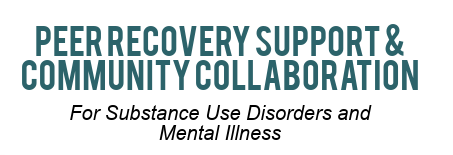 PEER RECOVERY SUPPORT &
COMMUNITY COLLABORATION
For Substance Use Disorders and
Mental Illness